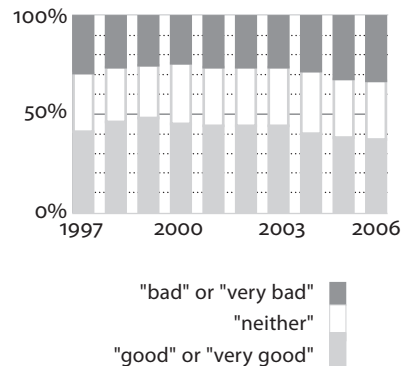 100%
50%
0%
1997 2000 2003 2006
"bad" or "very bad"
"neither"
"good" or "very good"